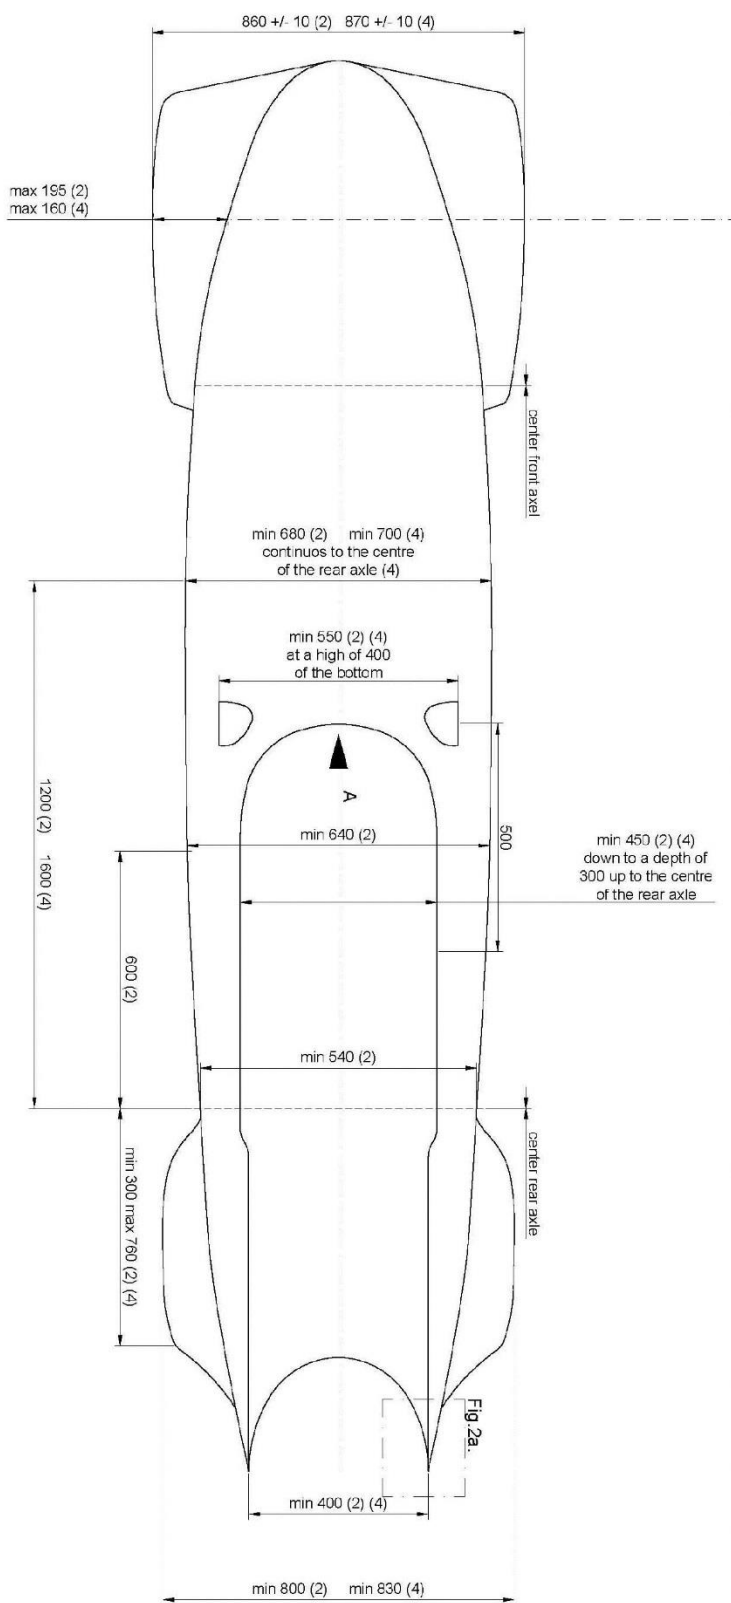 860 +/- 10 (2) 870 +/- 10 (4)
max 195 (2)
max 160 (4)
center front axel
min 680 (2) min 700 (4)
continuos to the centre
of the rear axle (4)
min 550 (2) (4)
at a high of 400
of the bottom
A
500
1200 (2) 1600 (4)
min 640 (2)
min 450 (2) (4)
down to a depth of
300 up to the centre
of the rear axle
600 (2)
min 540 (2)
center rear axle
min 300 max 760 (2) (4)
Fig.2a.
min 400 (2) (4)
min 800 (2) min 830 (4)